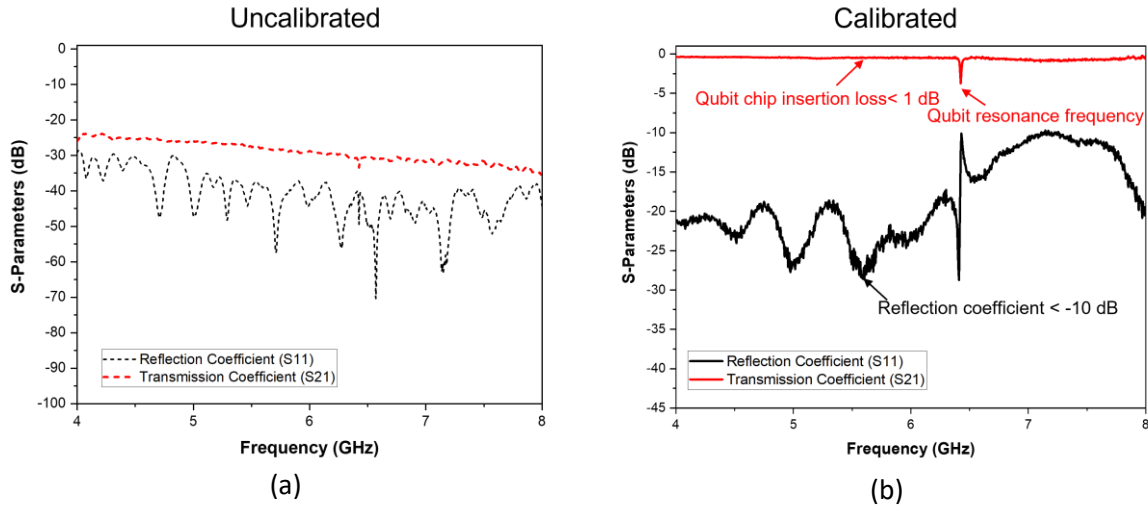 Uncalibrated
0
-10
-20
-30
-40
-50
-60
-70
-80
-90
-100
S-Parameters (dB)
Reflection Coefficient (S11)
Transmission Coefficient (S21)
4
5
6
7
8
Frequency (GHz)
(a)
Calibrated
0
-5
-10
-15
-20
-25
-30
-35
-40
-45
S-Parameters (dB)
Qubit chip insertion loss< 1 dB
Qubit resonance frequency
Reflection coefficient < -10 dB
Reflection Coefficient (S11)
Transmission Coefficient (S21)
4
5
6
7
8
Frequency (GHz)
(b)